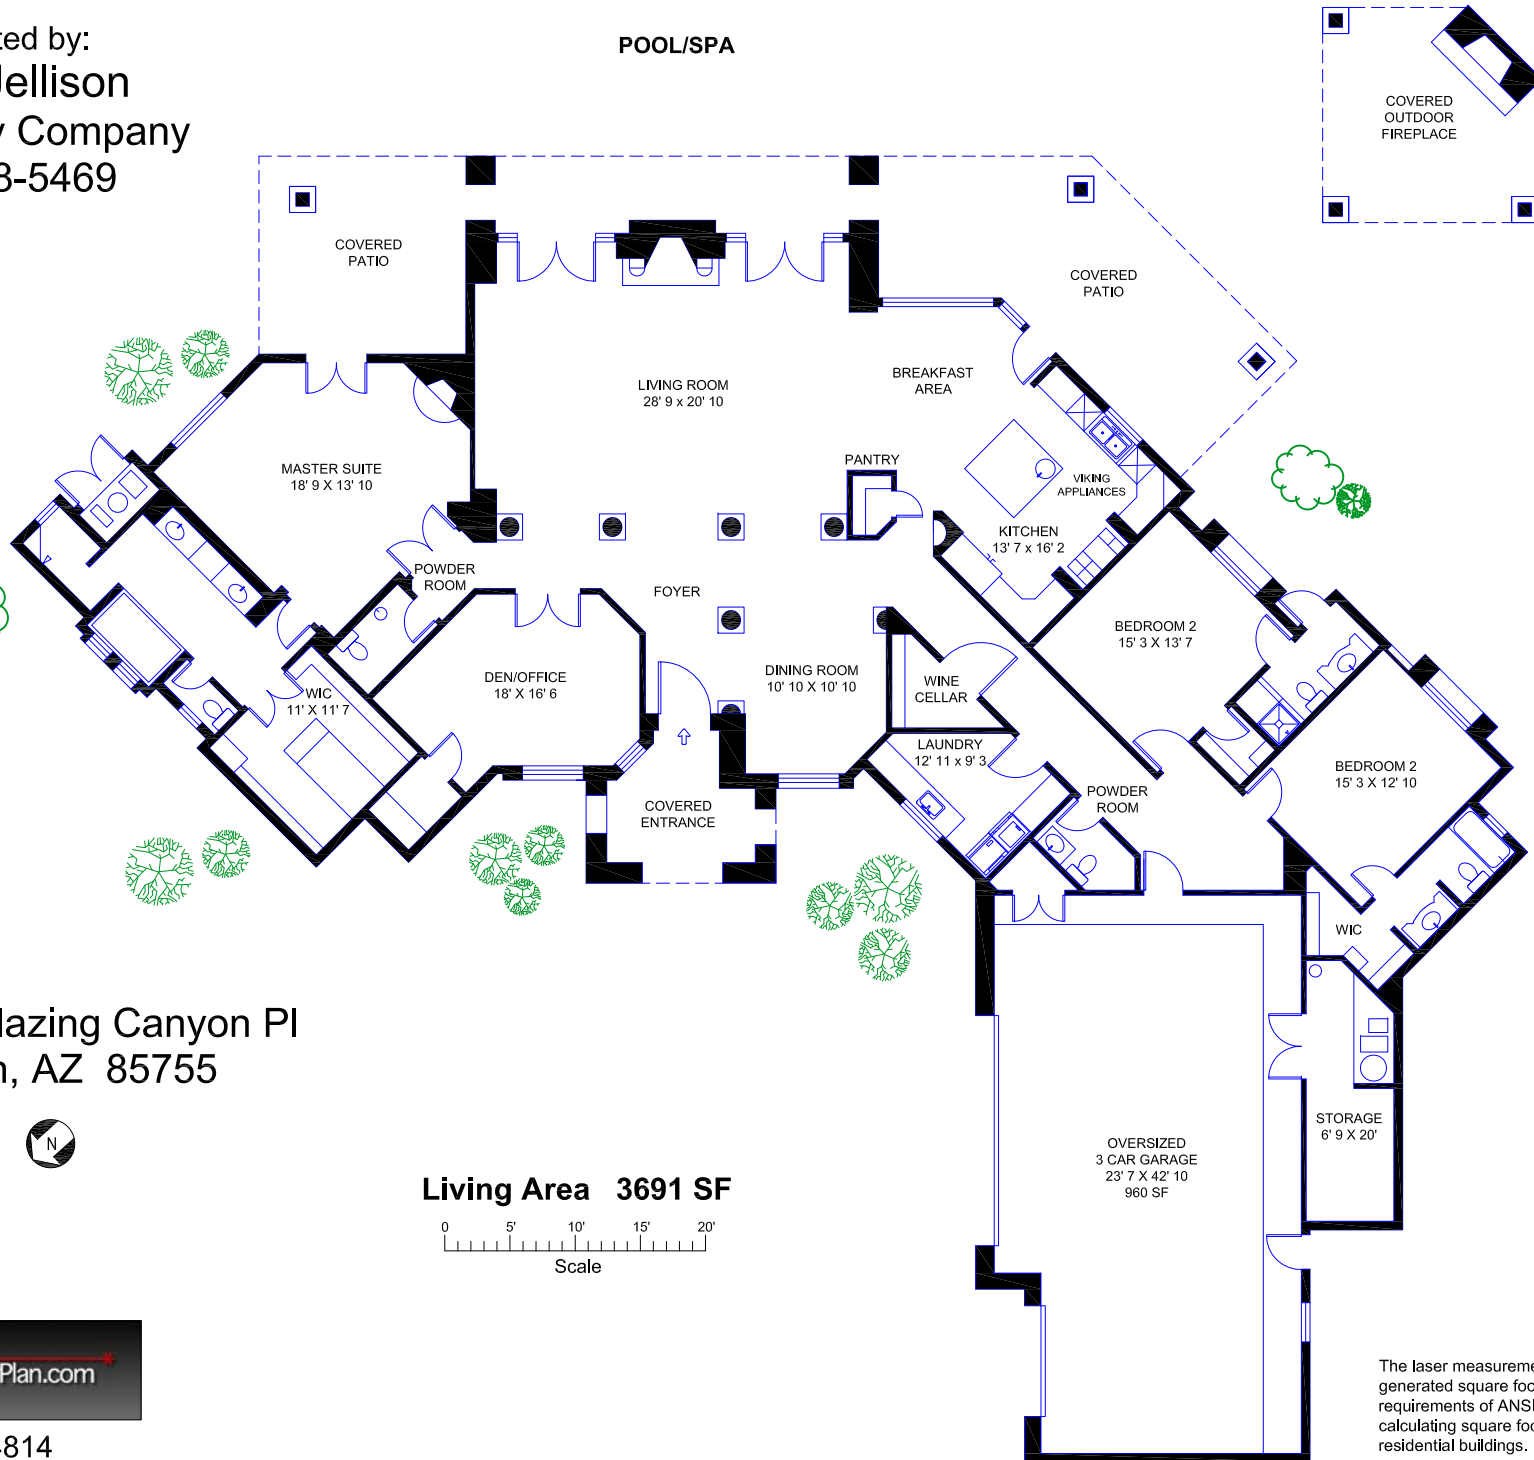 ted by:
Jellison
y Company
8-5469
POOL/SPA
COVERED
OUTDOOR
FIREPLACE
COVERED
PATIO
COVERED
PATIO
LIVING ROOM
28' 9 x 20' 10
BREAKFAST
AREA
MASTER SUITE
18' 9 X 13' 10
PANTRY
VIKING
APPLIANCES
KITCHEN
13' 7 x 16' 2
POWDER
ROOM
FOYER
BEDROOM 2
15' 3 X 13' 7
DEN/OFFICE
18' X 16' 6
DINING ROOM
10' 10 X 10' 10
WINE
CELLAR
WIC
11' X 11' 7
LAUNDRY
12' 11 x 9' 3
BEDROOM 2
15' 3 X 12' 10
POWDER
ROOM
COVERED
ENTRANCE
WIC
lazing Canyon Pl
n, AZ 85755
N
STORAGE
6' 9 X 20'
OVERSIZED
3 CAR GARAGE
23' 7 X 42' 10
960 SF
Living Area 3691 SF
0 5' 10' 15' 20'
Scale
Plan.com
4814
The laser measureme
generated square foo
requirements of ANSI
calculating square foo
residential buildings.